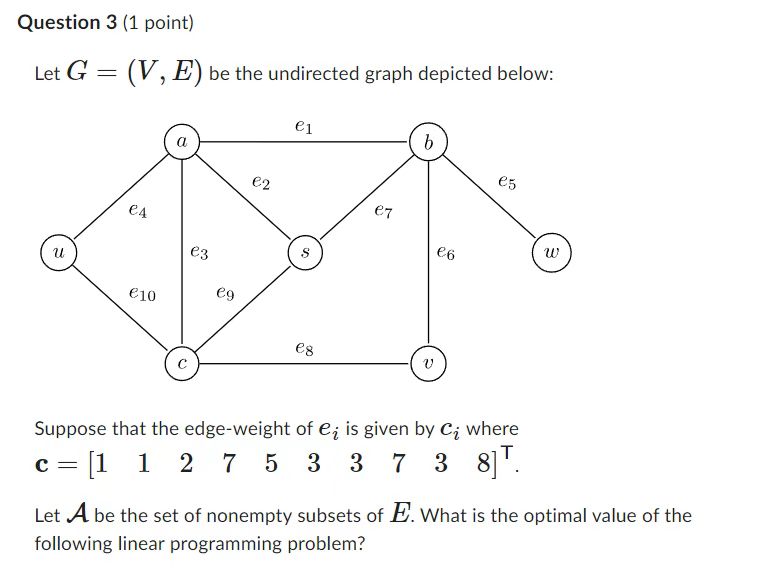 Question 3 (1 point)
Let G = (V, E) be the undirected graph depicted below:
e1
a
b
e2
e5
e4
e7
u
e3
s
e6
w
e10
e9
e8
c
v
Suppose that the edge-weight of e_i is given by c_i where
c = [1 1 2 7 5 3 3 7 3 8]^T.
Let 𝒜 be the set of nonempty subsets of E. What is the optimal value of the
following linear programming problem?